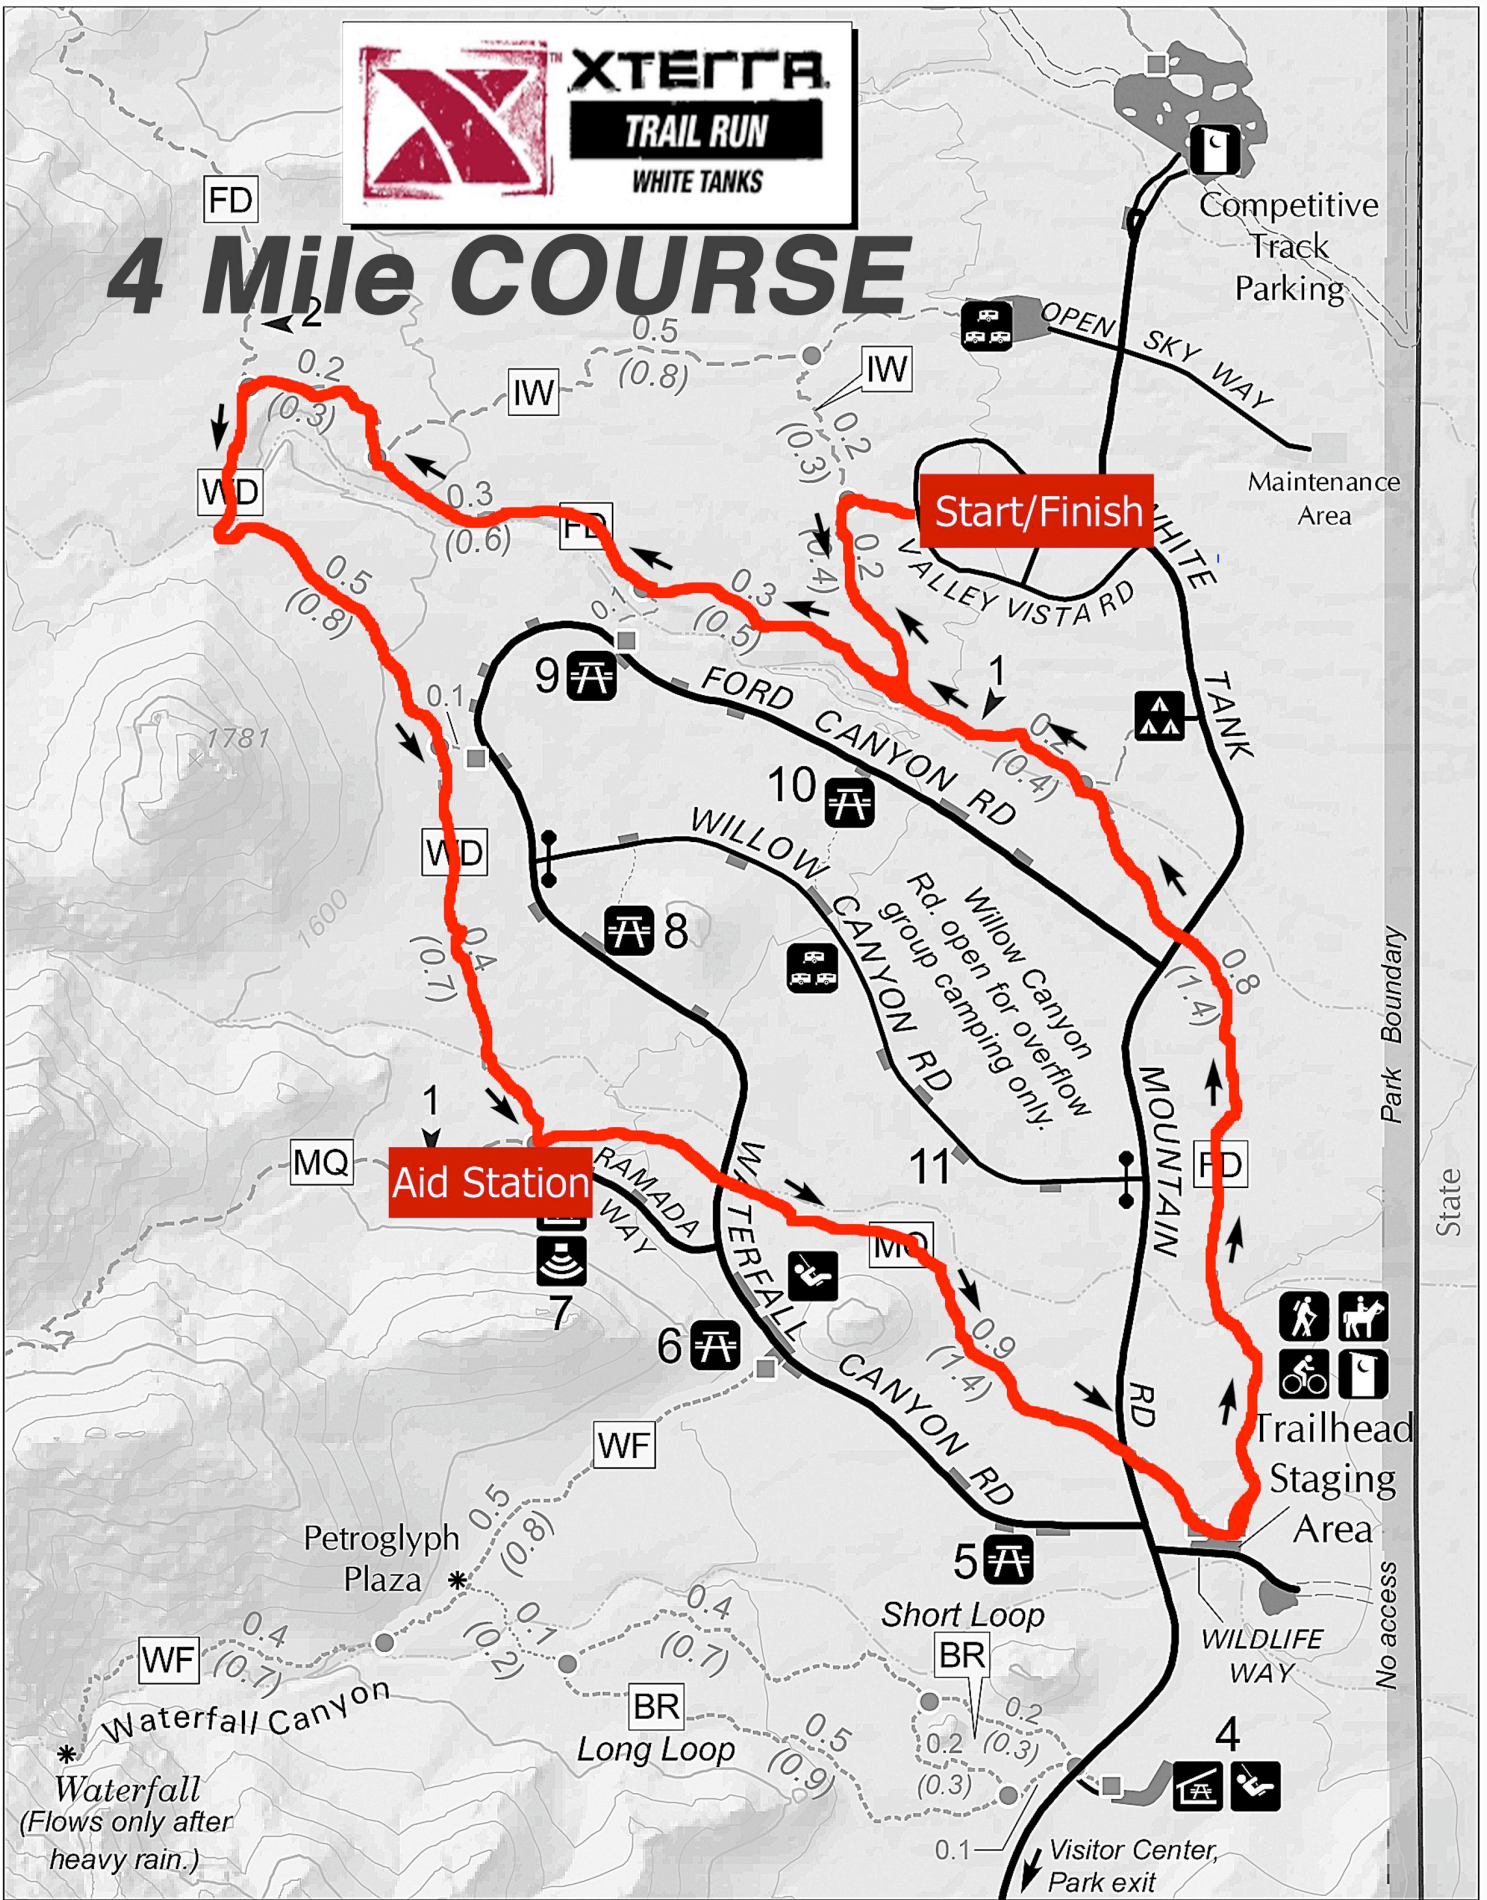 XTERRA
TM
TRAIL RUN
WHITE TANKS
4 Mile COURSE
FD
2
0.5
(0.8)
0.2
(0.3)
IW
IW
0.2
(0.3)
OPEN SKY WAY
Competitive
Track
Parking
Maintenance
Area
WD
0.3
(0.6)
FD
Start/Finish
0.2
(0.4)
VALLEY VISTA RD
WHITE
TANK
MOUNTAIN
RD
0.5
(0.8)
0.1
0.3
(0.5)
1
0.2
(0.4)
9
FORD CANYON RD
0.1
1781
10
WILLOW CANYON RD
Willow Canyon
Rd. open for overflow
group camping only.
WD
1600
8
0.4
(0.7)
0.8
(1.4)
Park Boundary
State
1
MQ
Aid Station
RAMADA
WAY
11
FD
7
WATERFALL CANYON RD
MQ
6
0.9
(1.4)
Trailhead
Staging
Area
WF
0.5
(0.8)
Petroglyph
Plaza
5
Short Loop
BR
WILDLIFE
WAY
No access
0.4
(0.7)
WF
0.1
(0.2)
0.4
(0.7)
Waterfall Canyon
BR
Long Loop
0.5
(0.9)
0.2
(0.3)
0.2
(0.3)
4
Waterfall
(Flows only after
heavy rain.)
0.1
Visitor Center,
Park exit